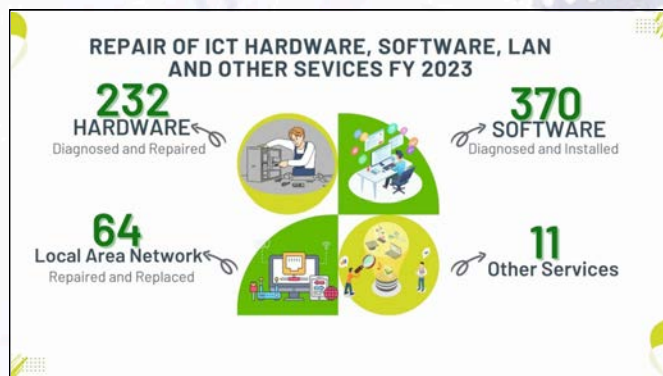 REPAIR OF ICT HARDWARE, SOFTWARE, LAN
AND OTHER SEVICES FY 2023
232
HARDWARE
Diagnosed and Repaired
370
SOFTWARE
Diagnosed and Installed
64
Local Area Network
Repaired and Replaced
11
Other Services